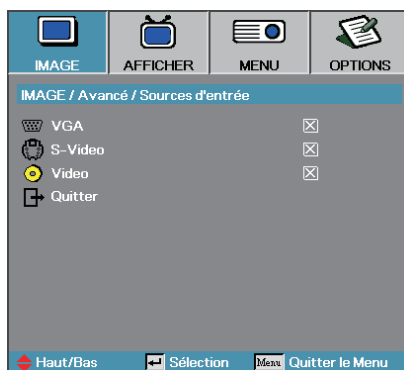 IMAGE AFFICHER MENU OPTIONS
IMAGE / Avancé / Sources d'entrée
VGA
S-Video
Video
Quitter
Haut/Bas Sélection Menu Quitter le Menu